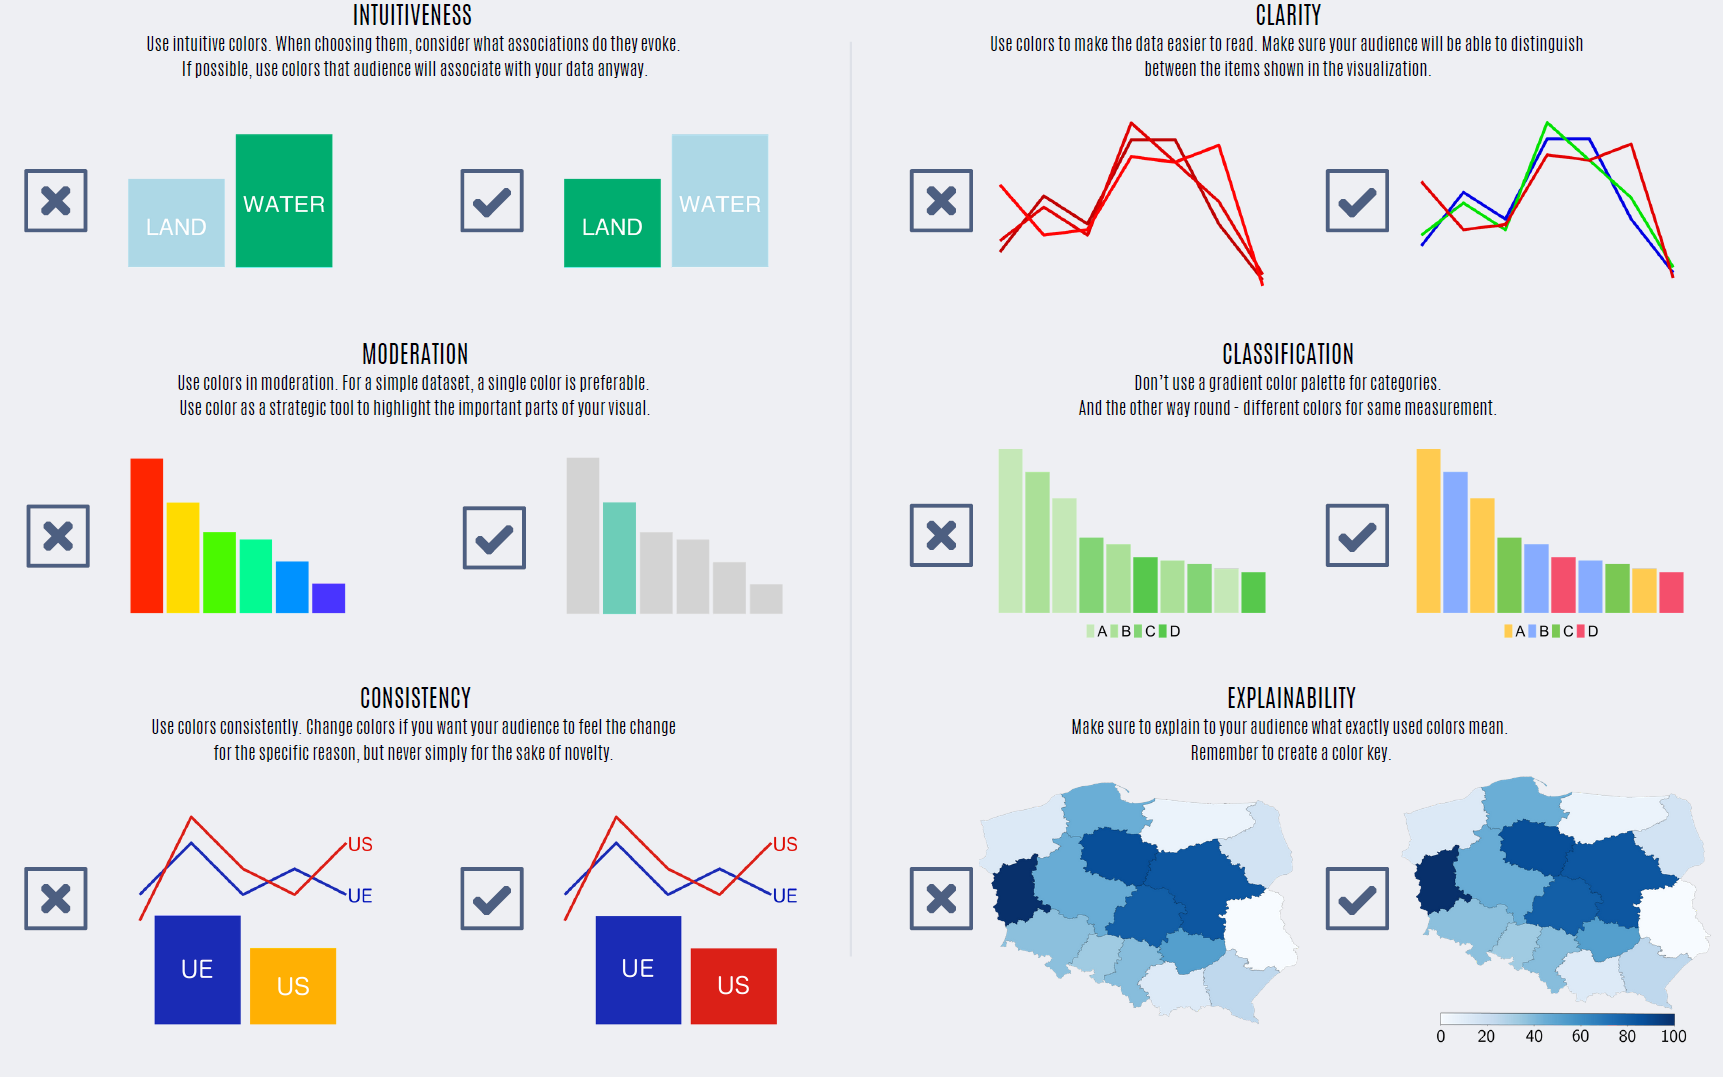 INTUITIVENESS
Use intuitive colors. When choosing them, consider what associations do they evoke.
If possible, use colors that audience will associate with your data anyway.
LAND
WATER
LAND
WATER
CLARITY
Use colors to make the data easier to read. Make sure your audience will be able to distinguish
between the items shown in the visualization.
MODERATION
Use colors in moderation. For a simple dataset, a single color is preferable.
Use color as a strategic tool to highlight the important parts of your visual.
CLASSIFICATION
Don't use a gradient color palette for categories.
And the other way round - different colors for same measurement.
A B C D
A B C D
CONSISTENCY
Use colors consistently. Change colors if you want your audience to feel the change
for the specific reason, but never simply for the sake of novelty.
US
UE
UE
US
US
UE
UE
US
EXPLAINABILITY
Make sure to explain to your audience what exactly used colors mean.
Remember to create a color key.
0 20 40 60 80 100